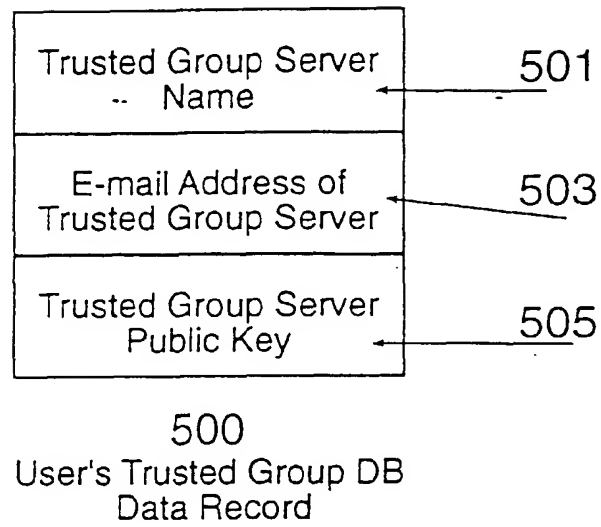 Trusted Group Server
Name
501
E-mail Address of
Trusted Group Server
503
Trusted Group Server
Public Key
505
500
User's Trusted Group DB
Data Record